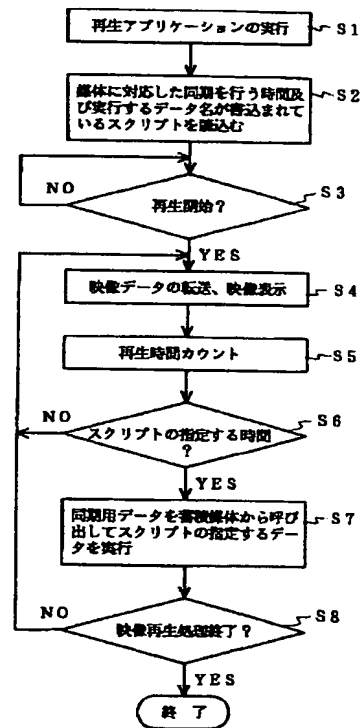 再生アプリケーションの実行
S1
媒体に対応した同期を行う時間及
び実行するデータ名が書込まれて
いるスクリプトを読込む
S2
NO
再生開始?
S3
YES
映像データの転送、映像表示
S4
再生時間カウント
S5
NO
スクリプトの指定する時間
?
S6
YES
同期用データを蓄積媒体から呼び
出してスクリプトの指定するデー
タを実行
S7
NO
映像再生処理終了?
S8
YES
終 了